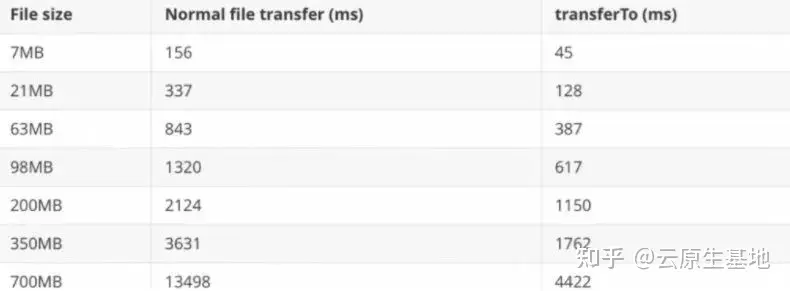 File size Normal file transfer (ms) transferTo (ms)
7MB 156 45
21MB 337 128
63MB 843 387
98MB 1320 617
200MB 2124 1150
350MB 3631 1762
知乎 @云原生基地
700MB 13498 4422